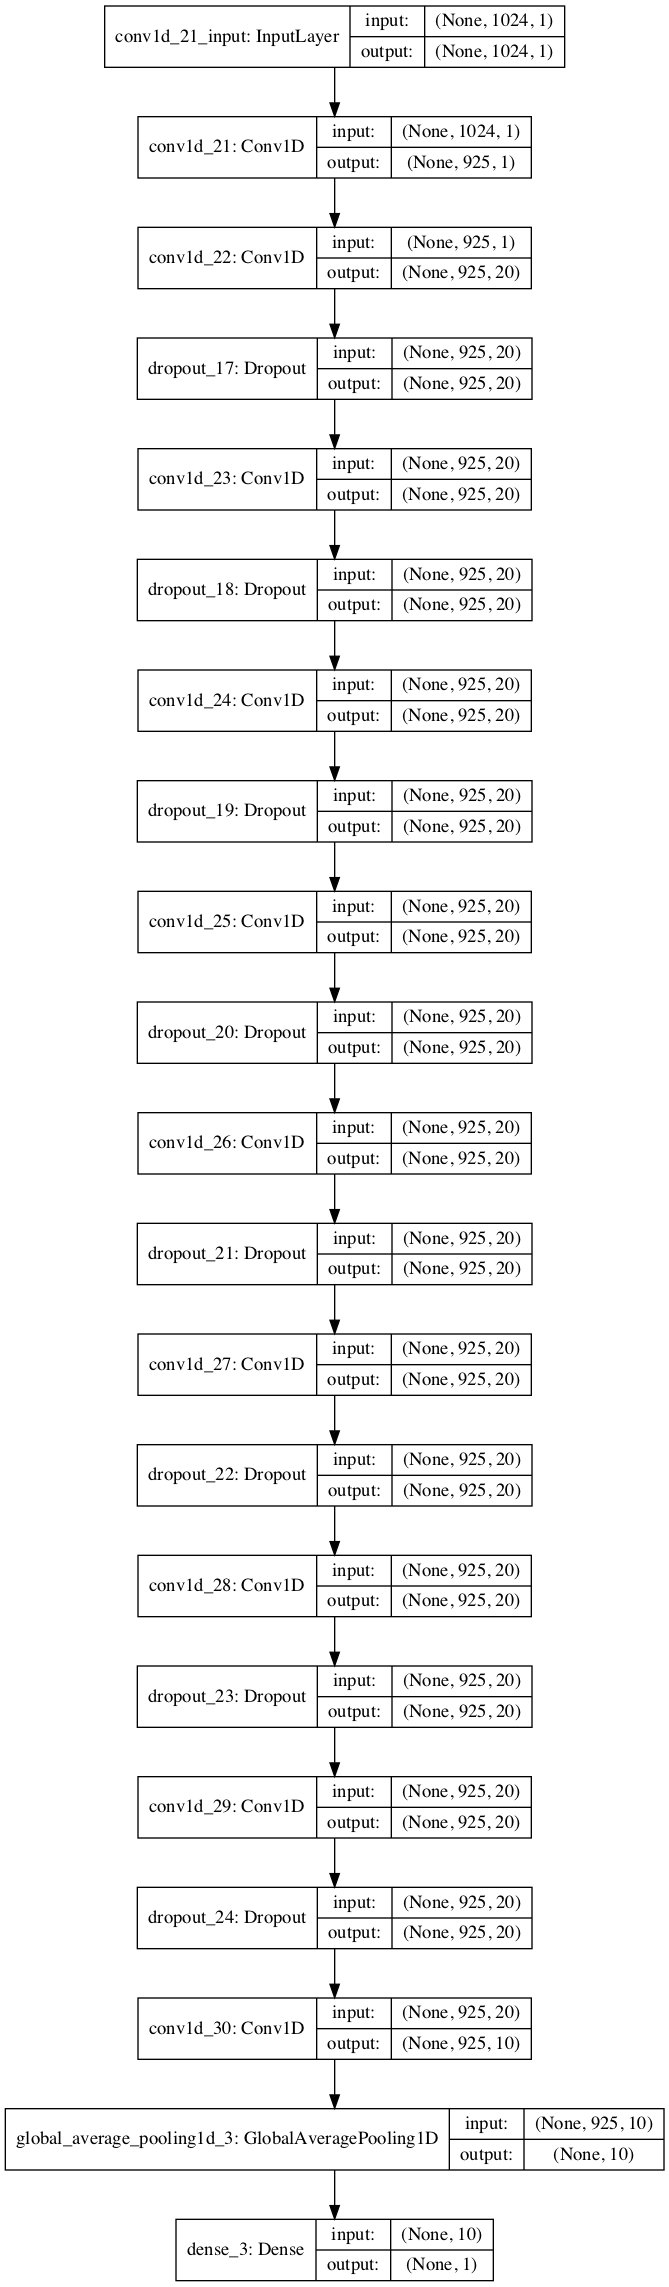 conv1d_21_input: InputLayer input: (None, 1024, 1)
output: (None, 1024, 1)
conv1d_21: Conv1D input: (None, 1024, 1)
output: (None, 925, 1)
conv1d_22: Conv1D input: (None, 925, 1)
output: (None, 925, 20)
dropout_17: Dropout input: (None, 925, 20)
output: (None, 925, 20)
conv1d_23: Conv1D input: (None, 925, 20)
output: (None, 925, 20)
dropout_18: Dropout input: (None, 925, 20)
output: (None, 925, 20)
conv1d_24: Conv1D input: (None, 925, 20)
output: (None, 925, 20)
dropout_19: Dropout input: (None, 925, 20)
output: (None, 925, 20)
conv1d_25: Conv1D input: (None, 925, 20)
output: (None, 925, 20)
dropout_20: Dropout input: (None, 925, 20)
output: (None, 925, 20)
conv1d_26: Conv1D input: (None, 925, 20)
output: (None, 925, 20)
dropout_21: Dropout input: (None, 925, 20)
output: (None, 925, 20)
conv1d_27: Conv1D input: (None, 925, 20)
output: (None, 925, 20)
dropout_22: Dropout input: (None, 925, 20)
output: (None, 925, 20)
conv1d_28: Conv1D input: (None, 925, 20)
output: (None, 925, 20)
dropout_23: Dropout input: (None, 925, 20)
output: (None, 925, 20)
conv1d_29: Conv1D input: (None, 925, 20)
output: (None, 925, 20)
dropout_24: Dropout input: (None, 925, 20)
output: (None, 925, 20)
conv1d_30: Conv1D input: (None, 925, 20)
output: (None, 925, 10)
global_average_pooling1d_3: GlobalAveragePooling1D input: (None, 925, 10)
output: (None, 10)
dense_3: Dense input: (None, 10)
output: (None, 1)